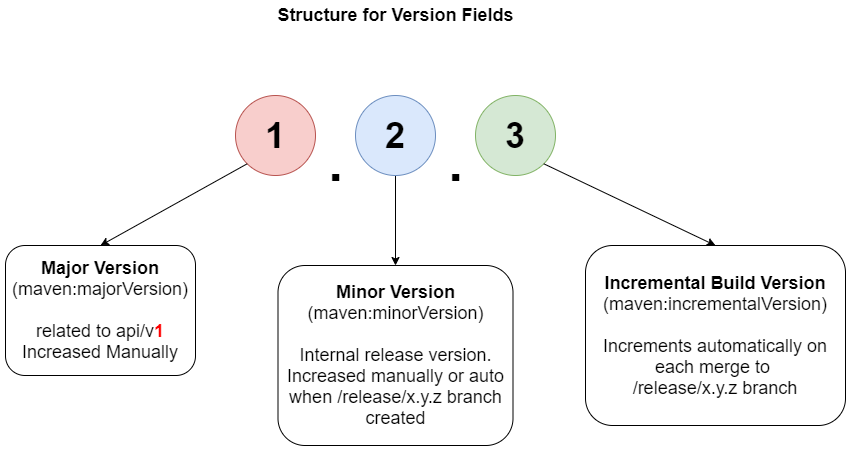 Structure for Version Fields
1 . 2 . 3
Major Version
(maven:majorVersion)
related to api/v1
Increased Manually
Minor Version
(maven:minorVersion)
Internal release version.
Increased manually or auto
when /release/x.y.z branch
created
Incremental Build Version
(maven:incrementalVersion)
Increments automatically on
each merge to
/release/x.y.z branch